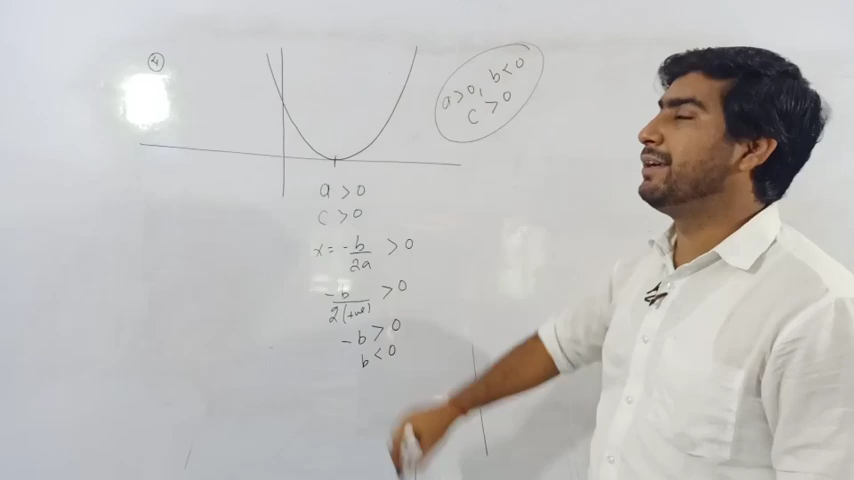 4
a > 0, b < 0
c > 0
a > 0
c > 0
x = -b/2a > 0
-b/2(+ve) > 0
-b > 0
b < 0